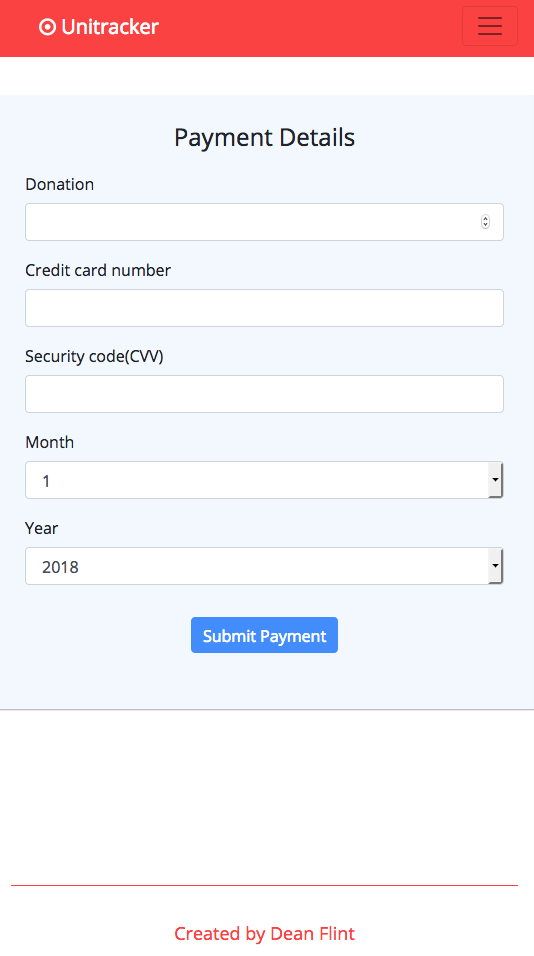 Unitracker
Payment Details
Donation
Credit card number
Security code(CVV)
Month
1
Year
2018
Submit Payment
Created by Dean Flint